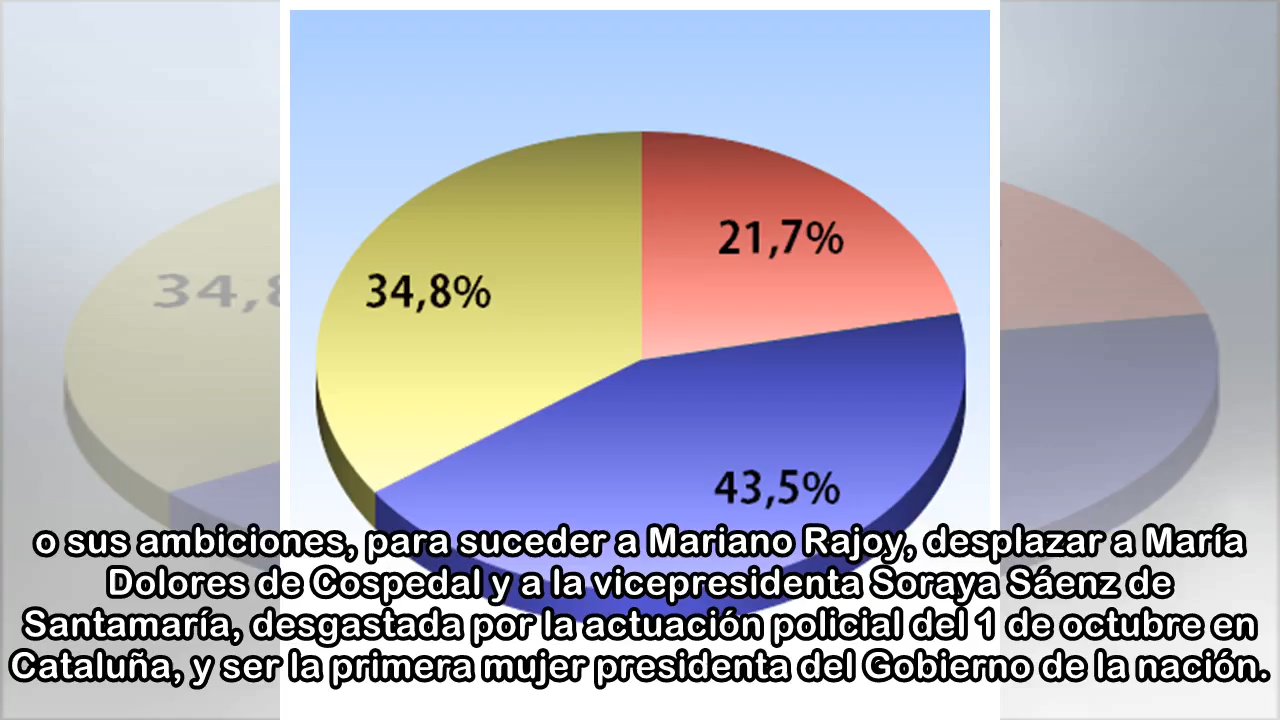 21,7%
34,8%
34,8
43,5%
o sus ambiciones, para suceder a Mariano Rajoy, desplazar a María
Dolores de Cospedal y a la vicepresidenta Soraya Sáenz de
Santamaría, desgastada por la actuación policial del 1 de octubre en
Cataluña, y ser la primera mujer presidenta del Gobierno de la nación.